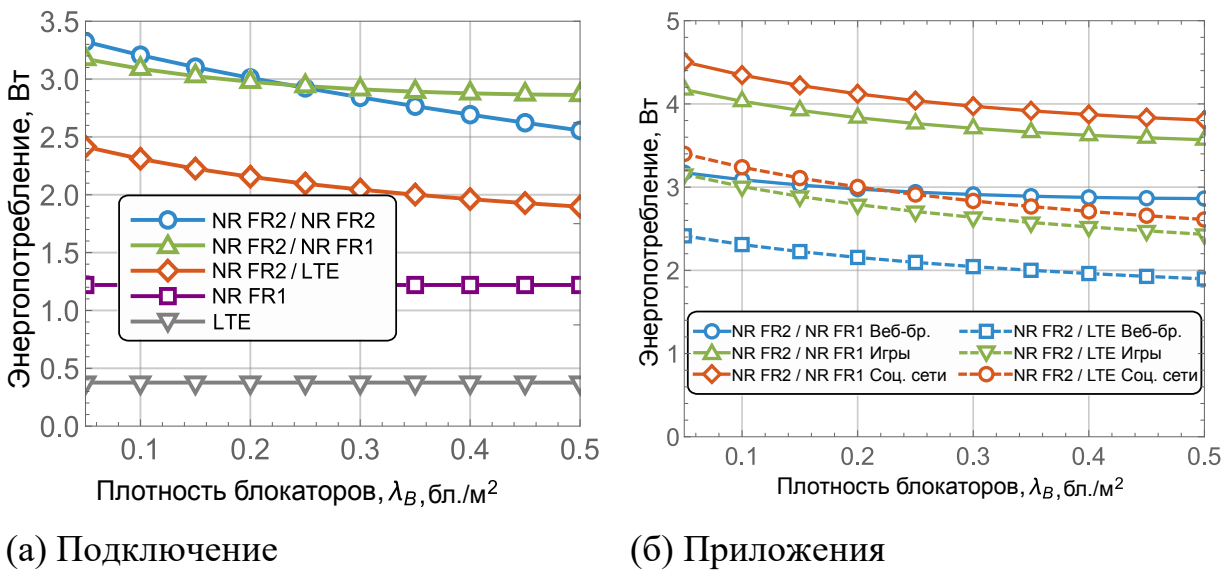 Энергопотребление, Вт
3.5
3.0
2.5
2.0
1.5
1.0
0.5
0.0
NR FR2 / NR FR2
NR FR2 / NR FR1
NR FR2 / LTE
NR FR1
LTE
0.1 0.2 0.3 0.4 0.5
Плотность блокаторов, λB, бл./м²
(а) Подключение
Энергопотребление, Вт
5
4
3
2
1
0
NR FR2 / NR FR1 Веб-бр. NR FR2 / LTE Веб-бр.
NR FR2 / NR FR1 Игры NR FR2 / LTE Игры
NR FR2 / NR FR1 Соц. сети NR FR2 / LTE Соц. сети
0.1 0.2 0.3 0.4 0.5
Плотность блокаторов, λB, бл./м²
(б) Приложения